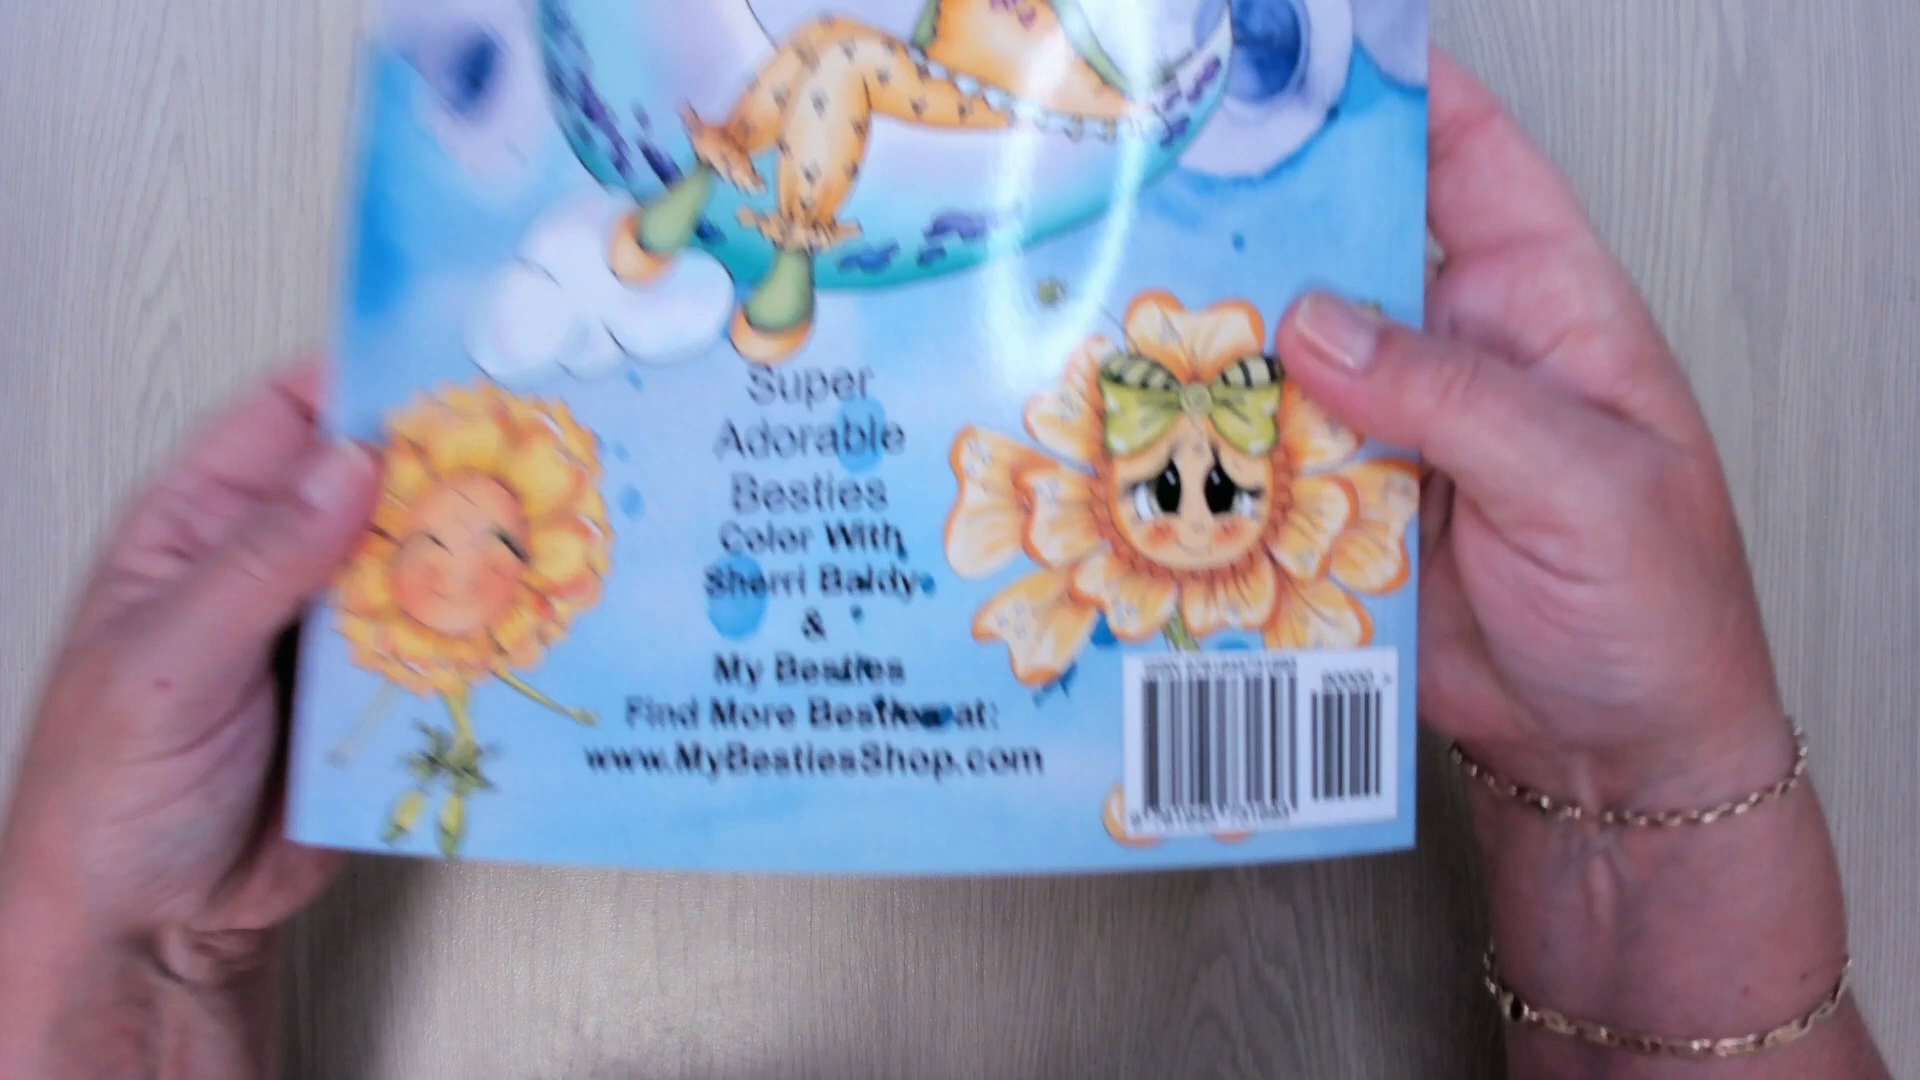 Super
Adorable
Besties
Color With
Sherri Baldy
&
My Besties
Find More Besties at:
www.MyBestiesShop.com